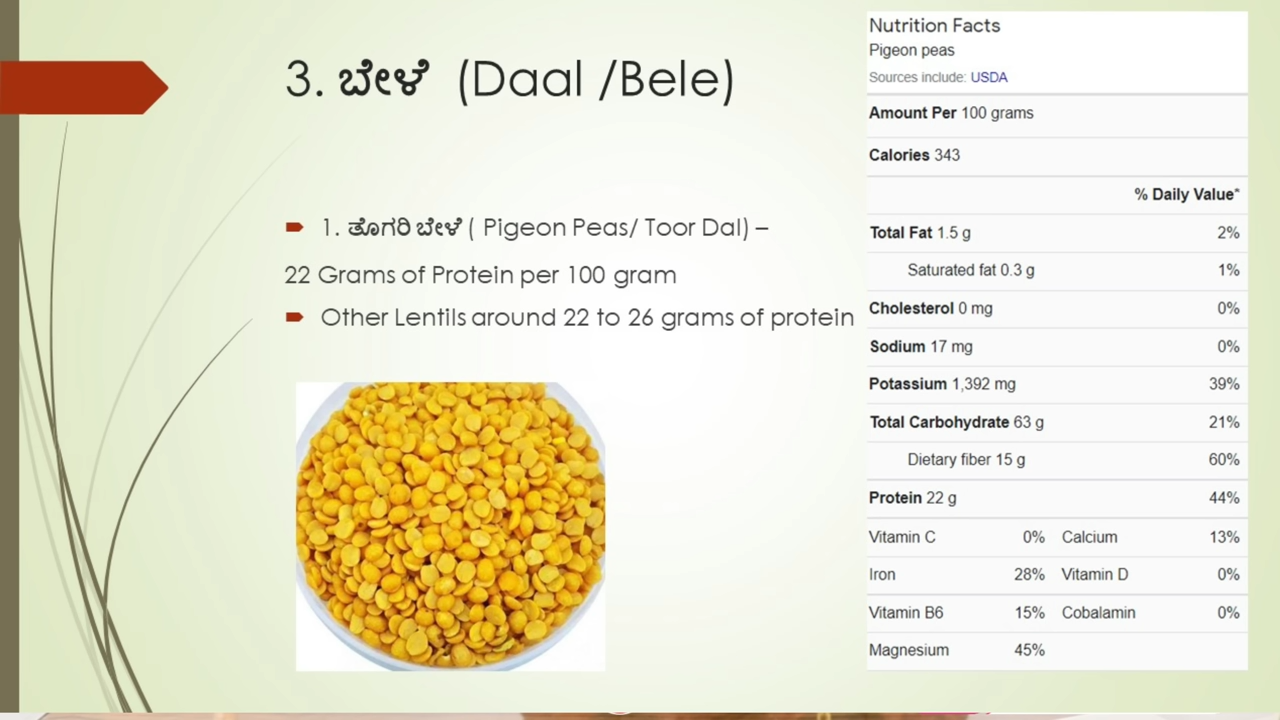 3. ಬೇಳೆ (Daal /Bele)
1. ತೊಗರಿ ಬೇಳೆ ( Pigeon Peas/ Toor Dal) –
22 Grams of Protein per 100 gram
Other Lentils around 22 to 26 grams of protein
Nutrition Facts
Pigeon peas
Sources include: USDA
Amount Per 100 grams
Calories 343
% Daily Value*
Total Fat 1.5 g 2%
Saturated fat 0.3 g 1%
Cholesterol 0 mg 0%
Sodium 17 mg 0%
Potassium 1,392 mg 39%
Total Carbohydrate 63 g 21%
Dietary fiber 15 g 60%
Protein 22 g 44%
Vitamin C 0% Calcium 13%
Iron 28% Vitamin D 0%
Vitamin B6 15% Cobalamin 0%
Magnesium 45%